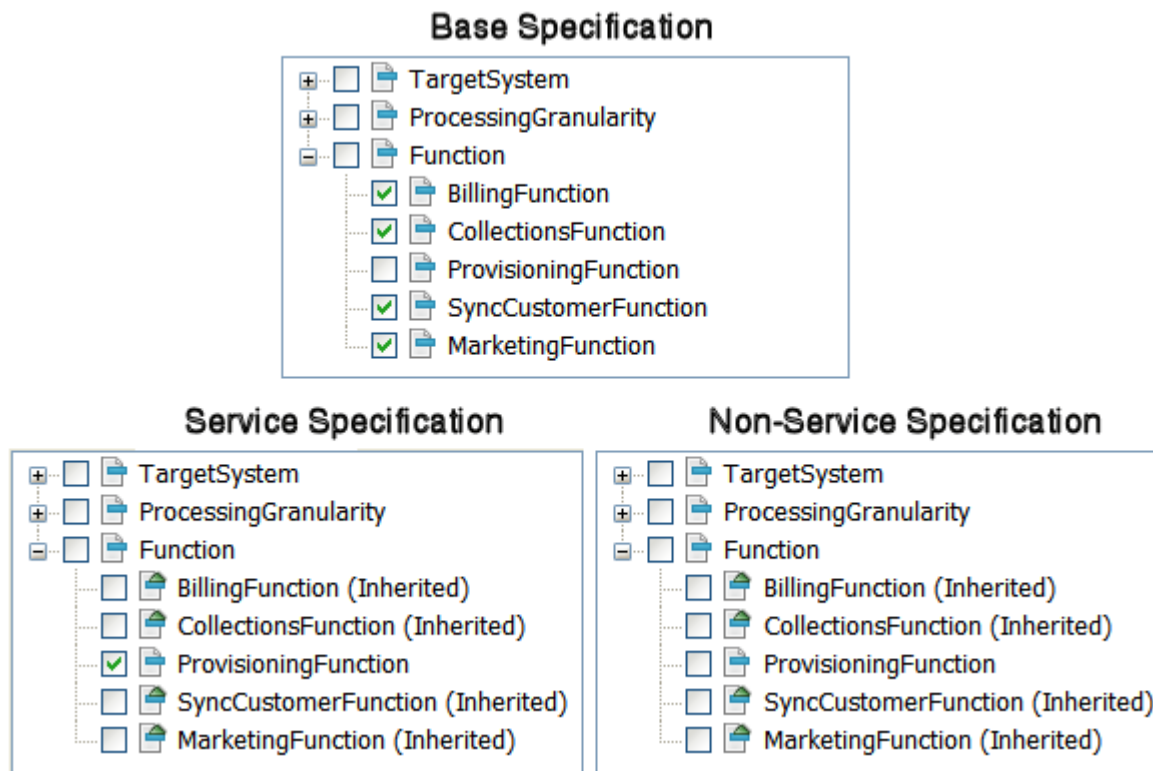 Base Specification
TargetSystem
ProcessingGranularity
Function
BillingFunction
CollectionsFunction
ProvisioningFunction
SyncCustomerFunction
MarketingFunction
Service Specification
TargetSystem
ProcessingGranularity
Function
BillingFunction (Inherited)
CollectionsFunction (Inherited)
ProvisioningFunction
SyncCustomerFunction (Inherited)
MarketingFunction (Inherited)
Non-Service Specification
TargetSystem
ProcessingGranularity
Function
BillingFunction (Inherited)
CollectionsFunction (Inherited)
ProvisioningFunction
SyncCustomerFunction (Inherited)
MarketingFunction (Inherited)